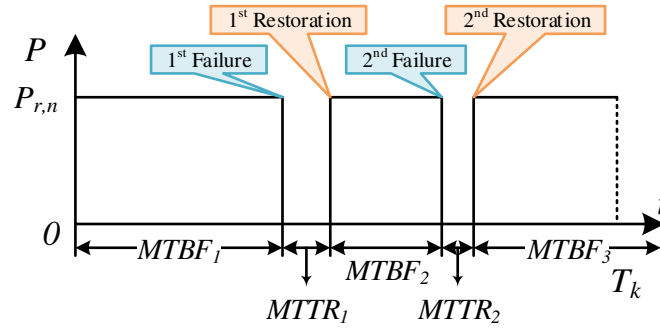 1st Restoration
2nd Restoration
P
1st Failure
2nd Failure
Pr,n
t
0
MTBF1
MTBF2
MTBF3
Tk
MTTR1
MTTR2